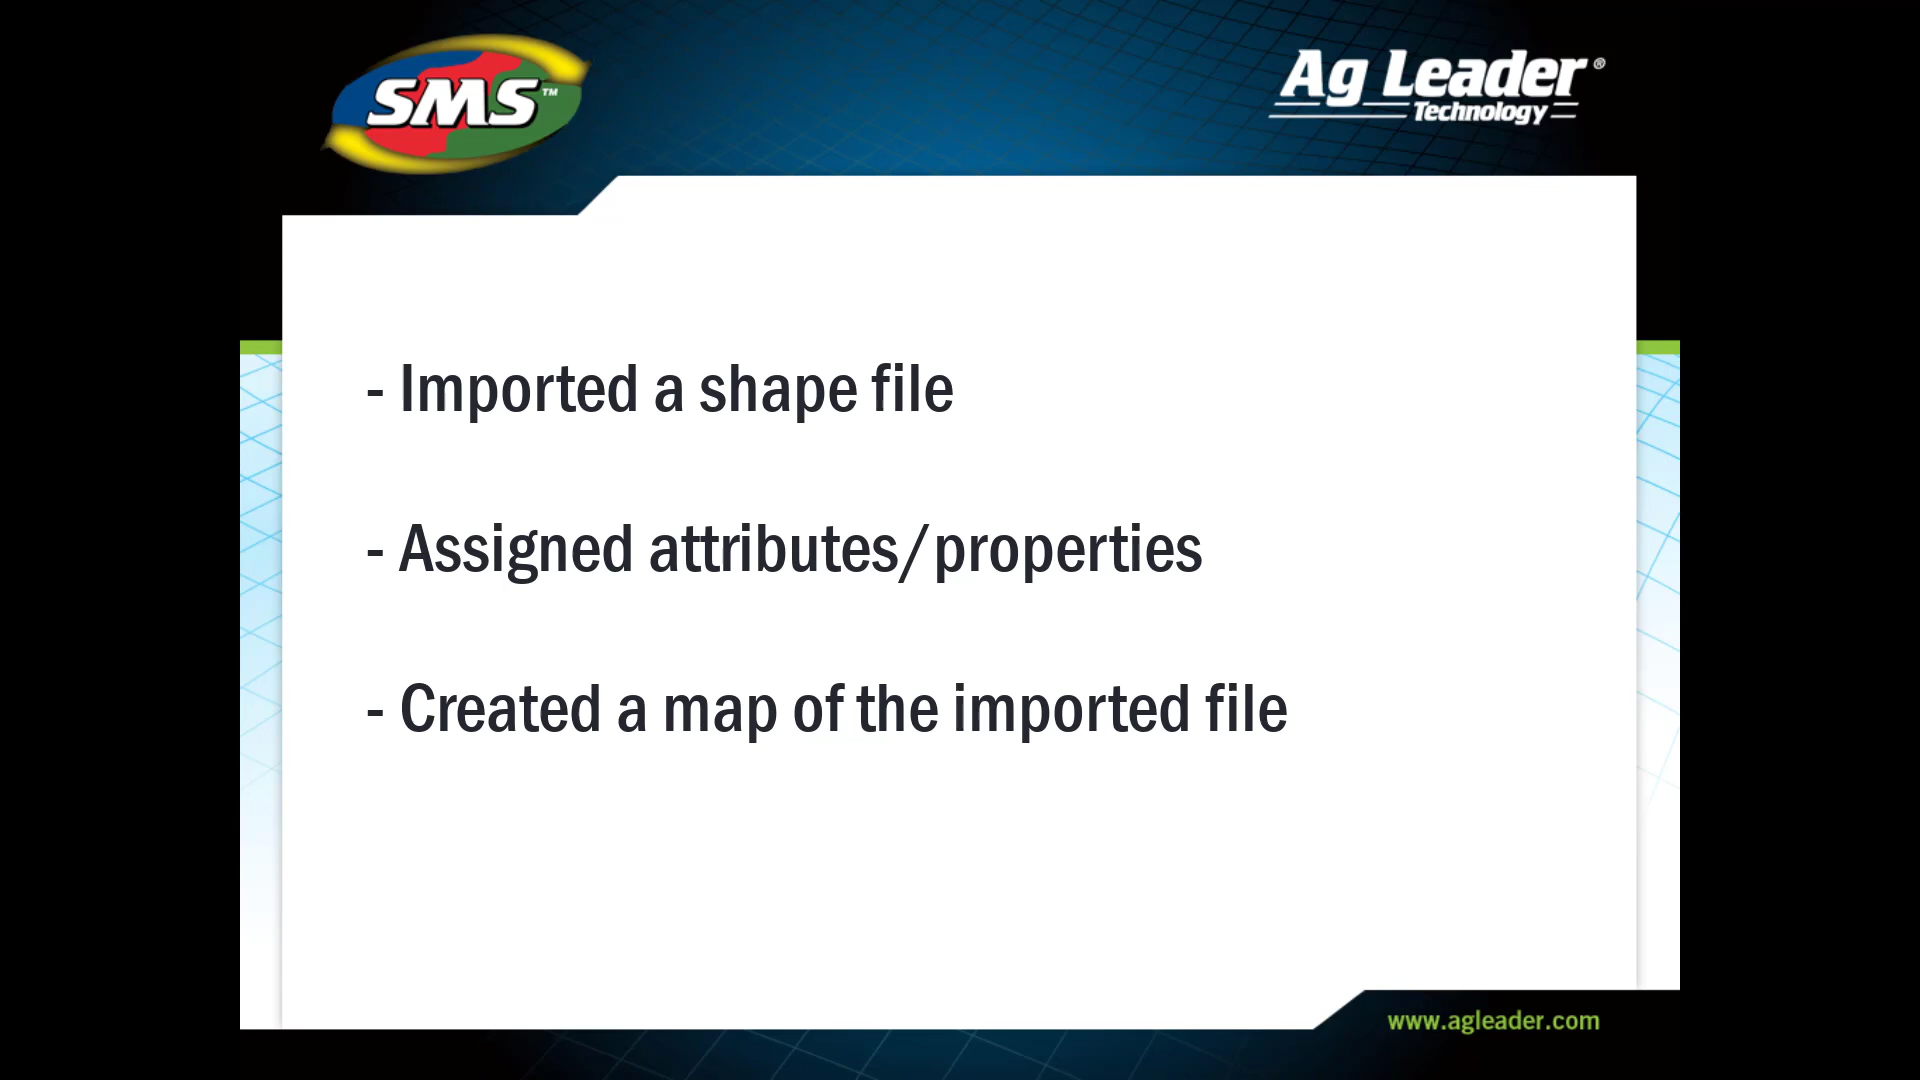 SMS™
Ag Leader®
Technology
- Imported a shape file
- Assigned attributes/properties
- Created a map of the imported file
www.agleader.com